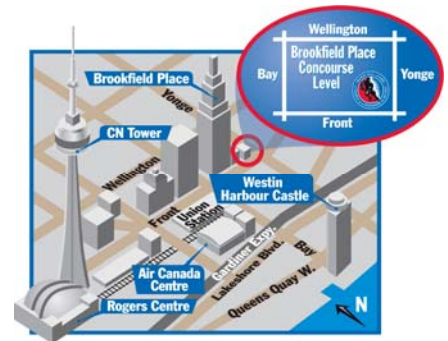 Wellington
Brookfield Place
Concourse
Level
Bay
Yonge
Front
Brookfield Place
Yonge
CN Tower
Wellington
Westin
Harbour Castle
Front
Union
Station
Gardiner Expy.
Lakeshore Blvd.
Bay
Air Canada
Centre
Queens Quay W.
Rogers Centre
N